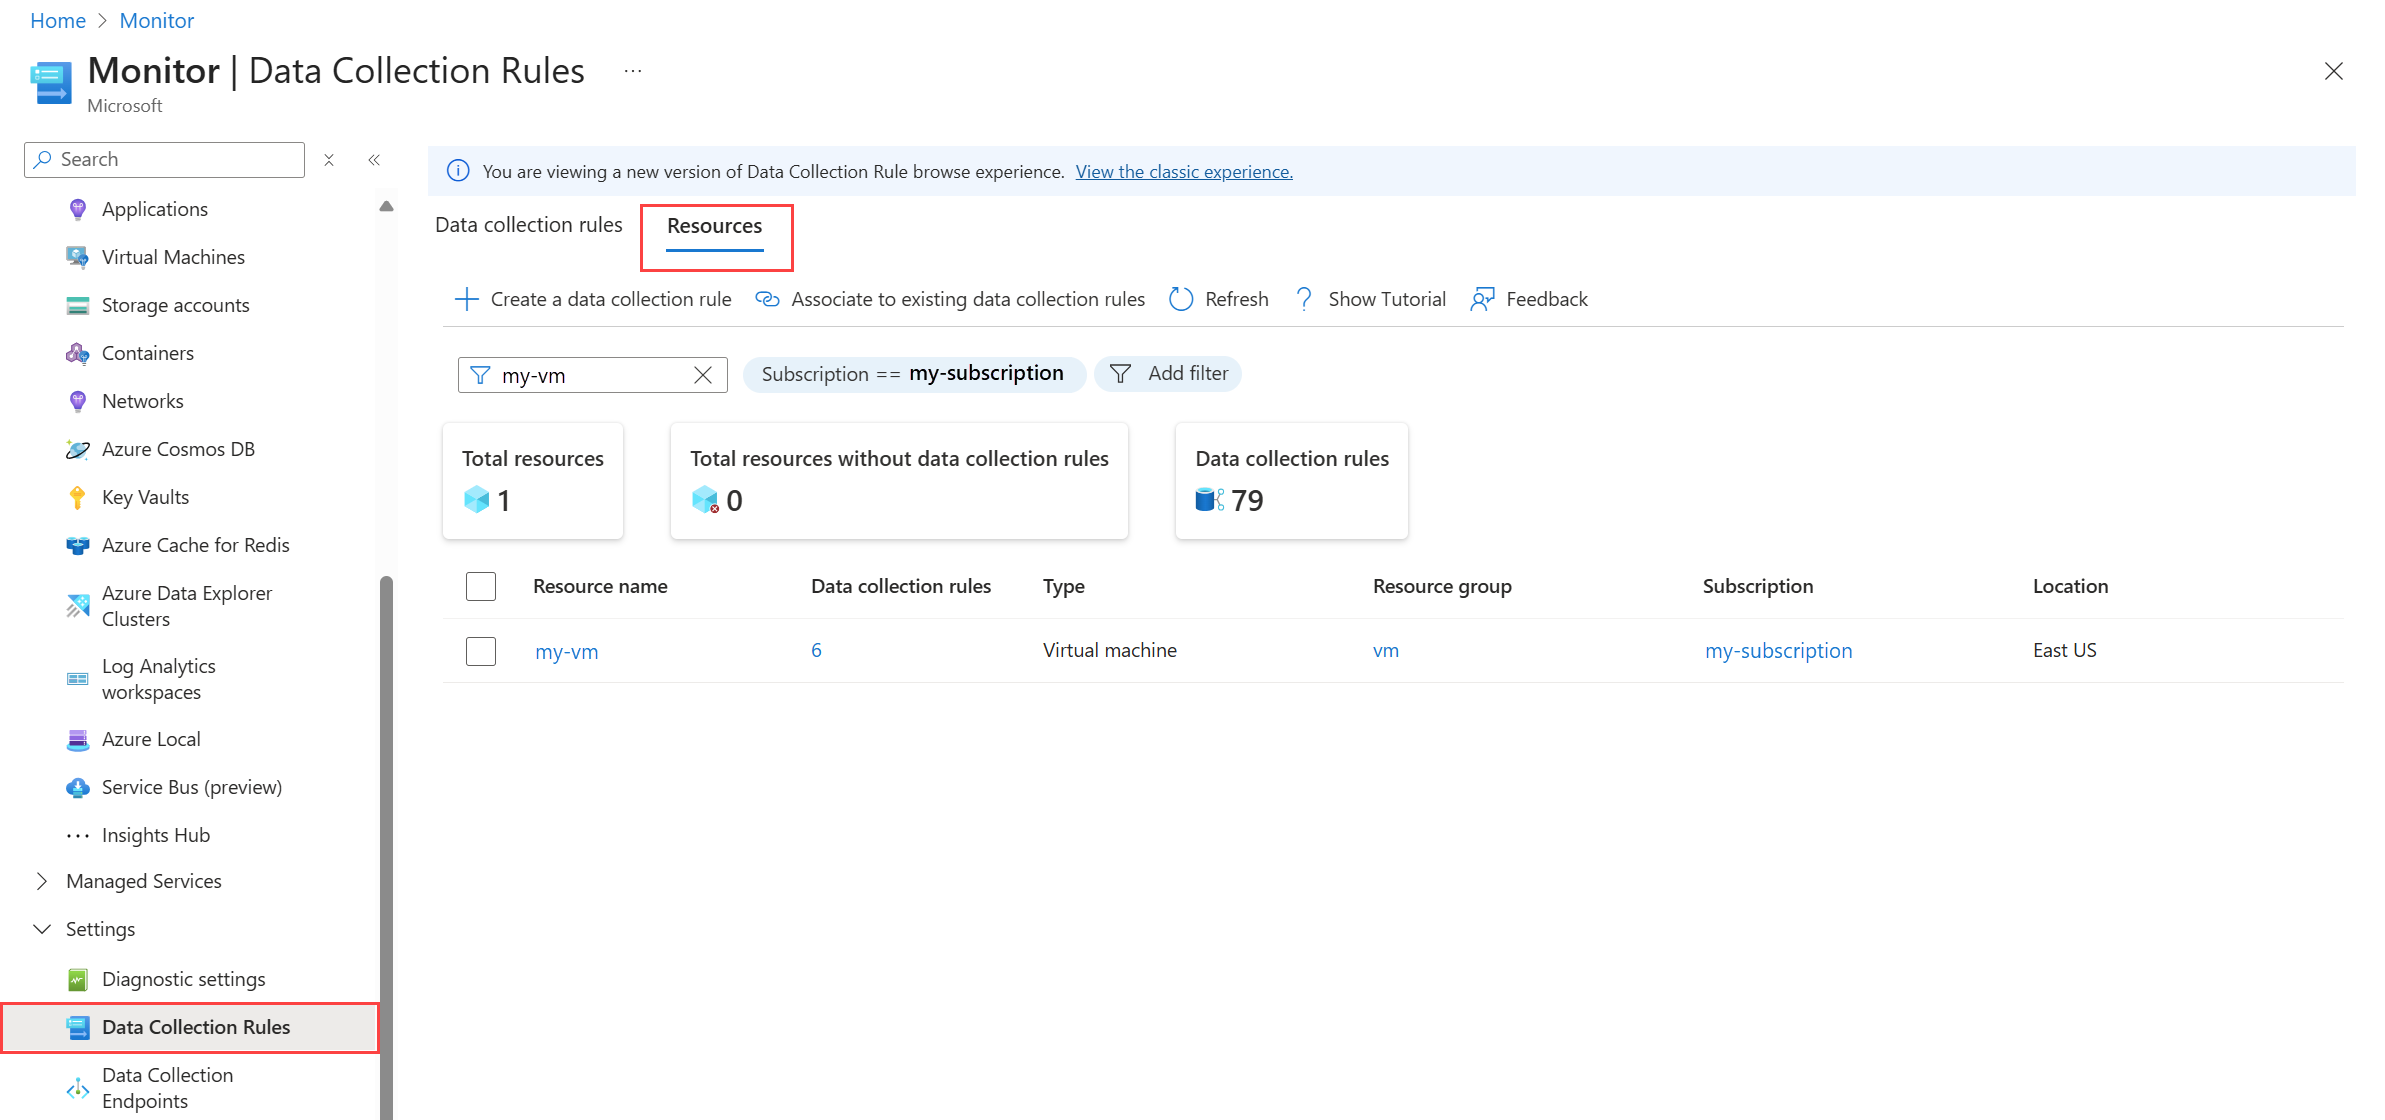 Home > Monitor
Monitor | Data Collection Rules ...
Microsoft
Search
Applications
Virtual Machines
Storage accounts
Containers
Networks
Azure Cosmos DB
Key Vaults
Azure Cache for Redis
Azure Data Explorer
Clusters
Log Analytics
workspaces
Azure Local
Service Bus (preview)
Insights Hub
Managed Services
Settings
Diagnostic settings
Data Collection Rules
Data Collection
Endpoints
You are viewing a new version of Data Collection Rule browse experience. View the classic experience.
Data collection rules Resources
Create a data collection rule Associate to existing data collection rules Refresh Show Tutorial Feedback
my-vm Subscription == my-subscription Add filter
Total resources Total resources without data collection rules Data collection rules
1 0 79
Resource name Data collection rules Type Resource group Subscription Location
my-vm 6 Virtual machine vm my-subscription East US